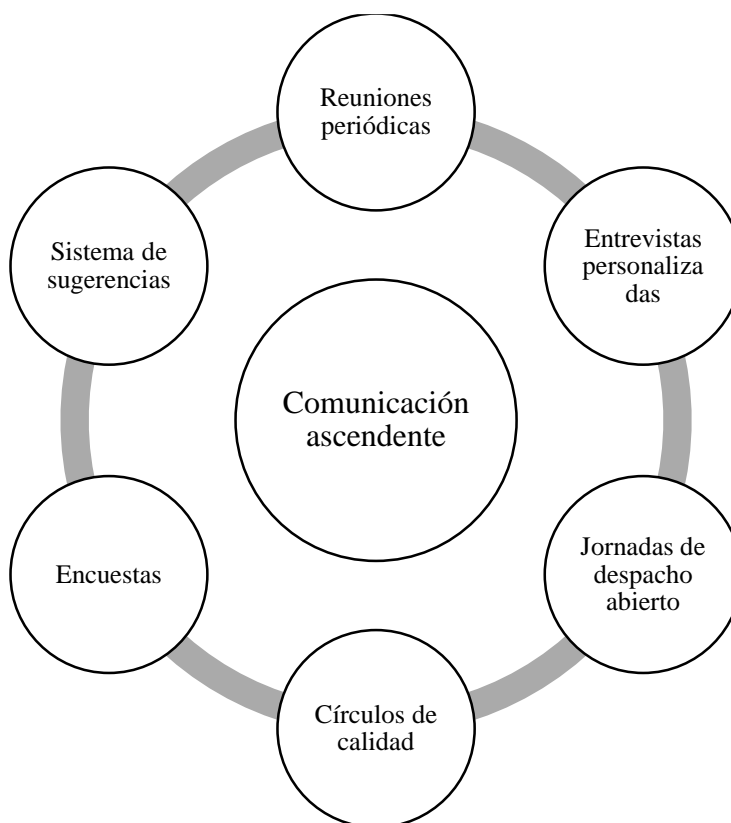 Reuniones
periódicas
Entrevistas
personaliza
das
Jornadas de
despacho
abierto
Círculos de
calidad
Encuestas
Sistema de
sugerencias
Comunicación
ascendente